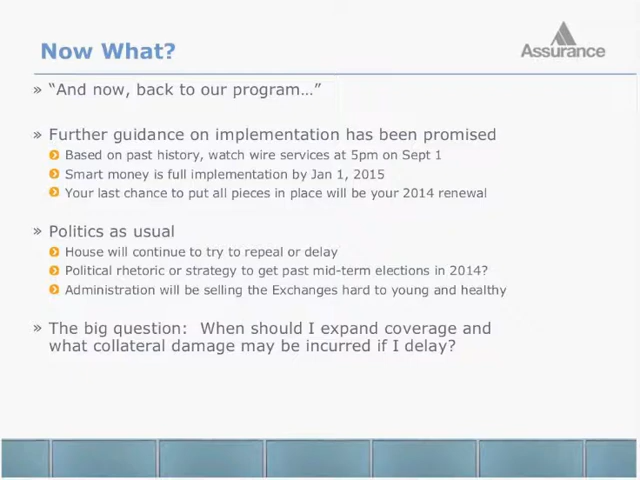 Now What?
Assurance
» “And now, back to our program…”
» Further guidance on implementation has been promised
Based on past history, watch wire services at 5pm on Sept 1
Smart money is full implementation by Jan 1, 2015
Your last chance to put all pieces in place will be your 2014 renewal
» Politics as usual
House will continue to try to repeal or delay
Political rhetoric or strategy to get past mid-term elections in 2014?
Administration will be selling the Exchanges hard to young and healthy
» The big question:  When should I expand coverage and
what collateral damage may be incurred if I delay?